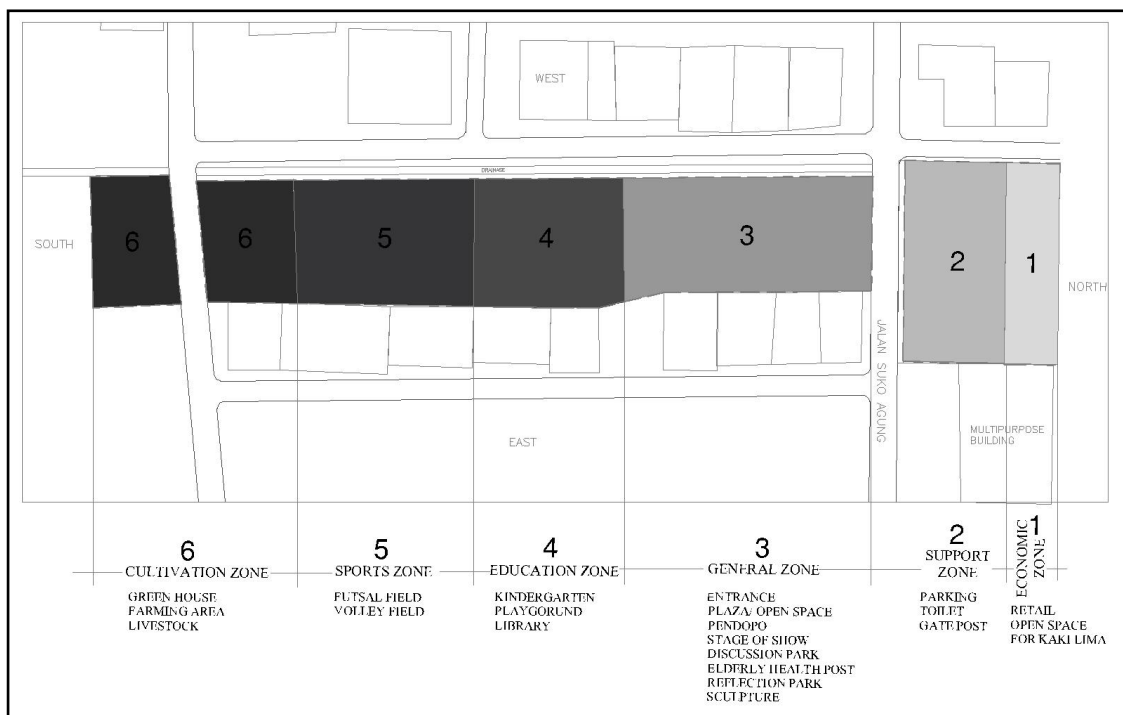 WEST
DRAINASE
SOUTH
6
6
5
4
3
2
1
NORTH
JALAN SUKO AGUNG
EAST
MULTIPURPOSE
BUILDING
6
CULTIVATION ZONE
GREEN HOUSE
FARMING AREA
LIVESTOCK
5
SPORTS ZONE
FUTSAL FIELD
VOLLEY FIELD
4
EDUCATION ZONE
KINDERGARTEN
PLAYGORUND
LIBRARY
3
GENERAL ZONE
ENTRANCE
PLAZA/ OPEN SPACE
PENDOPO
STAGE OF SHOW
DISCUSSION PARK
ELDERLY HEALTH POST
REFLECTION PARK
SCULPTURE
2
SUPPORT
ZONE
PARKING
TOILET
GATE POST
1
ECONOMIC
ZONE
RETAIL
OPEN SPACE
FOR KAKI LIMA